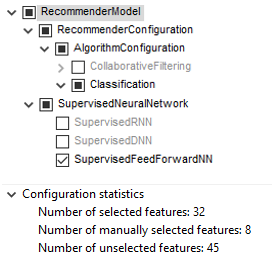 RecommenderModel
RecommenderConfiguration
AlgorithmConfiguration
CollaborativeFiltering
Classification
SupervisedNeuralNetwork
SupervisedRNN
SupervisedDNN
SupervisedFeedForwardNN
Configuration statistics
Number of selected features: 32
Number of manually selected features: 8
Number of unselected features: 45